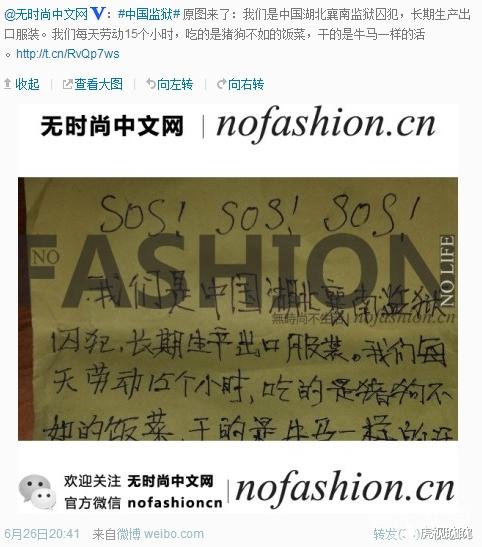 @无时尚中文网V：#中国监狱# 原图来了：我们是中国湖北襄南监狱囚犯，长期生产出
口服装。我们每天劳动15个小时，吃的是猪狗不如的饭菜，干的是牛马一样的活
。http://t.cn/RvQp7ws
收起 查看大图 向左转 向右转
无时尚中文网 nofashion.cn
SOS! SOS! SOS!
NO FASHION NO LIFE
我们是中国湖北襄南监狱
無時尚不生活
囚犯，长期生产出口服装。我们每
天劳动15个小时，吃的是猪狗不
如的饭菜，干的是牛马一样的活
欢迎关注 无时尚中文网
官方微信 nofashioncn
nofashion.cn
6月26日20:41 来自微博 weibo.com 转发